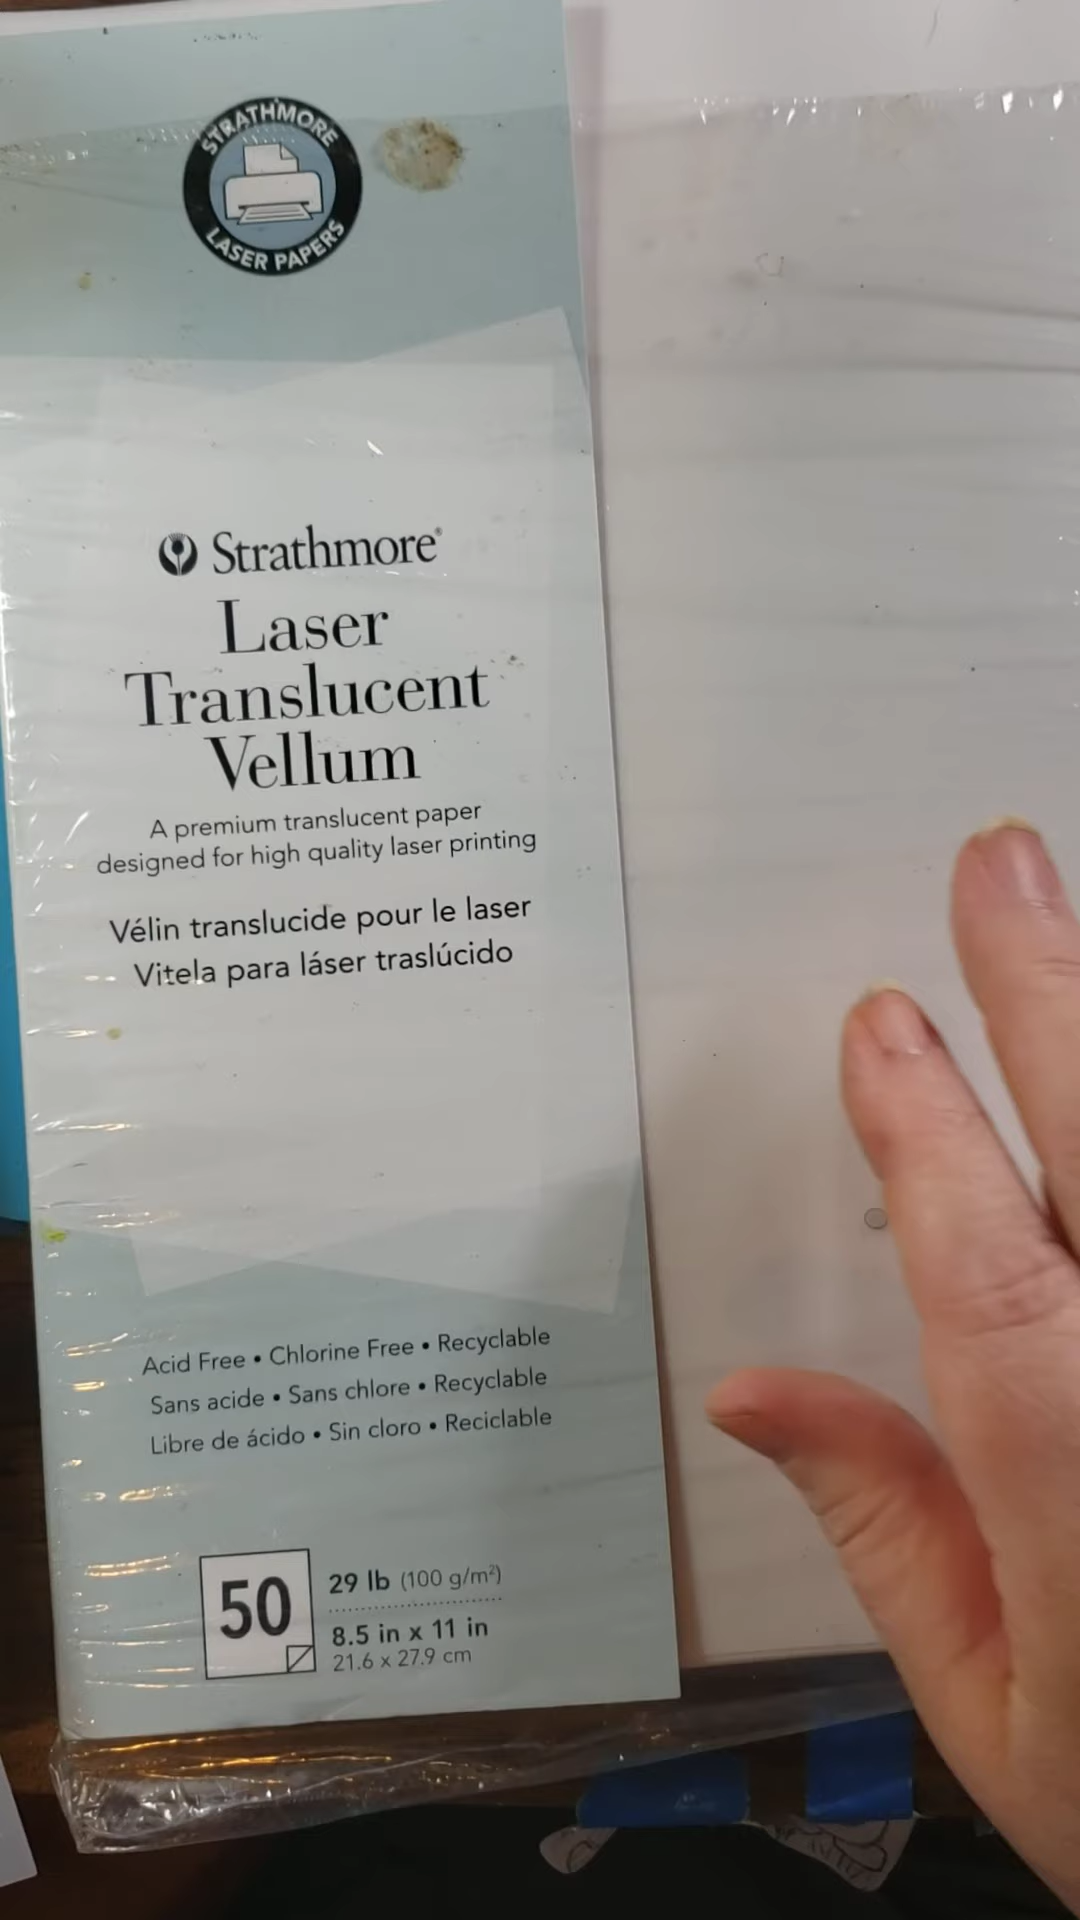 STRATHMORE
LASER PAPERS
Strathmore®
Laser
Translucent
Vellum
A premium translucent paper
designed for high quality laser printing
Vélin translucide pour le laser
Vitela para láser traslúcido
Acid Free • Chlorine Free • Recyclable
Sans acide • Sans chlore • Recyclable
Libre de ácido • Sin cloro • Reciclable
50
29 lb (100 g/m²)
8.5 in x 11 in
21.6 x 27.9 cm